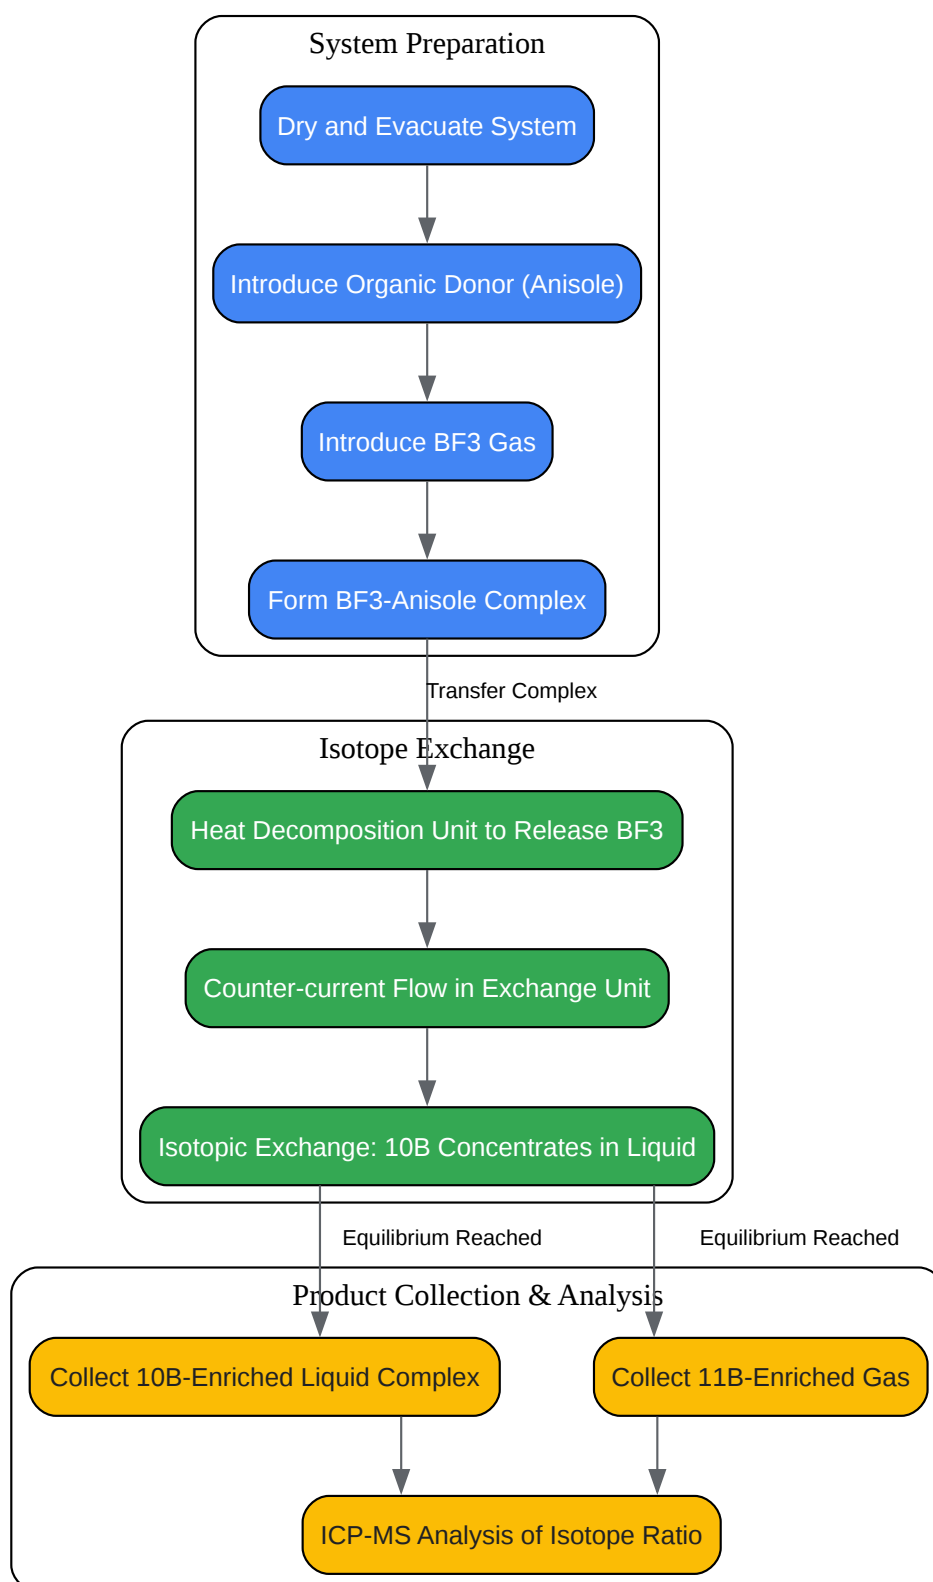 System Preparation
Dry and Evacuate System
Introduce Organic Donor (Anisole)
Introduce BF3 Gas
Form BF3-Anisole Complex
Transfer Complex
Isotope Exchange
Heat Decomposition Unit to Release BF3
Counter-current Flow in Exchange Unit
Isotopic Exchange: 10B Concentrates in Liquid
Equilibrium Reached
Equilibrium Reached
Product Collection & Analysis
Collect 10B-Enriched Liquid Complex
Collect 11B-Enriched Gas
ICP-MS Analysis of Isotope Ratio